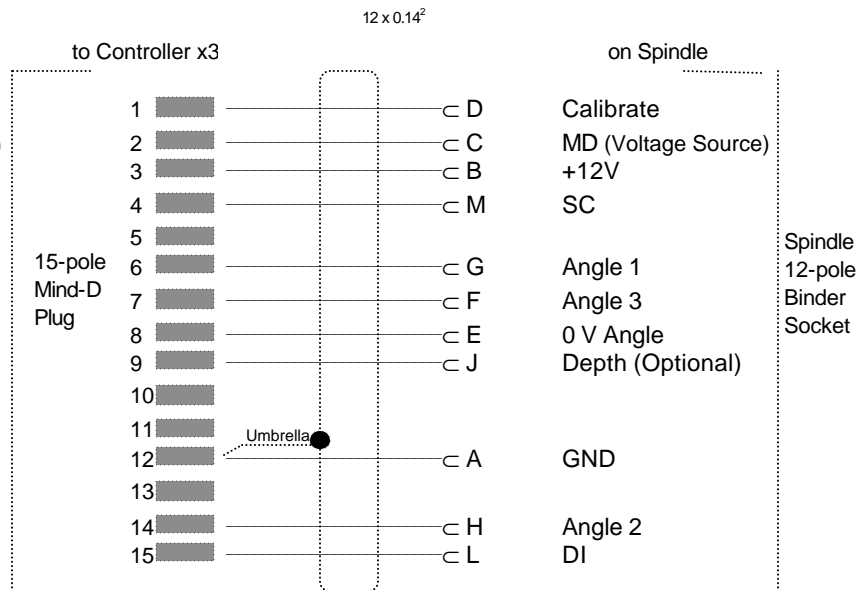 12 x 0.14²
to Controller x3
on Spindle
1 D Calibrate
2 C MD (Voltage Source)
3 B +12V
4 M SC
5
6 G Angle 1
7 F Angle 3
8 E 0 V Angle
9 J Depth (Optional)
10
11
Umbrella
12 A GND
13
14 H Angle 2
15 L DI
15-pole
Mind-D
Plug
Spindle
12-pole
Binder
Socket